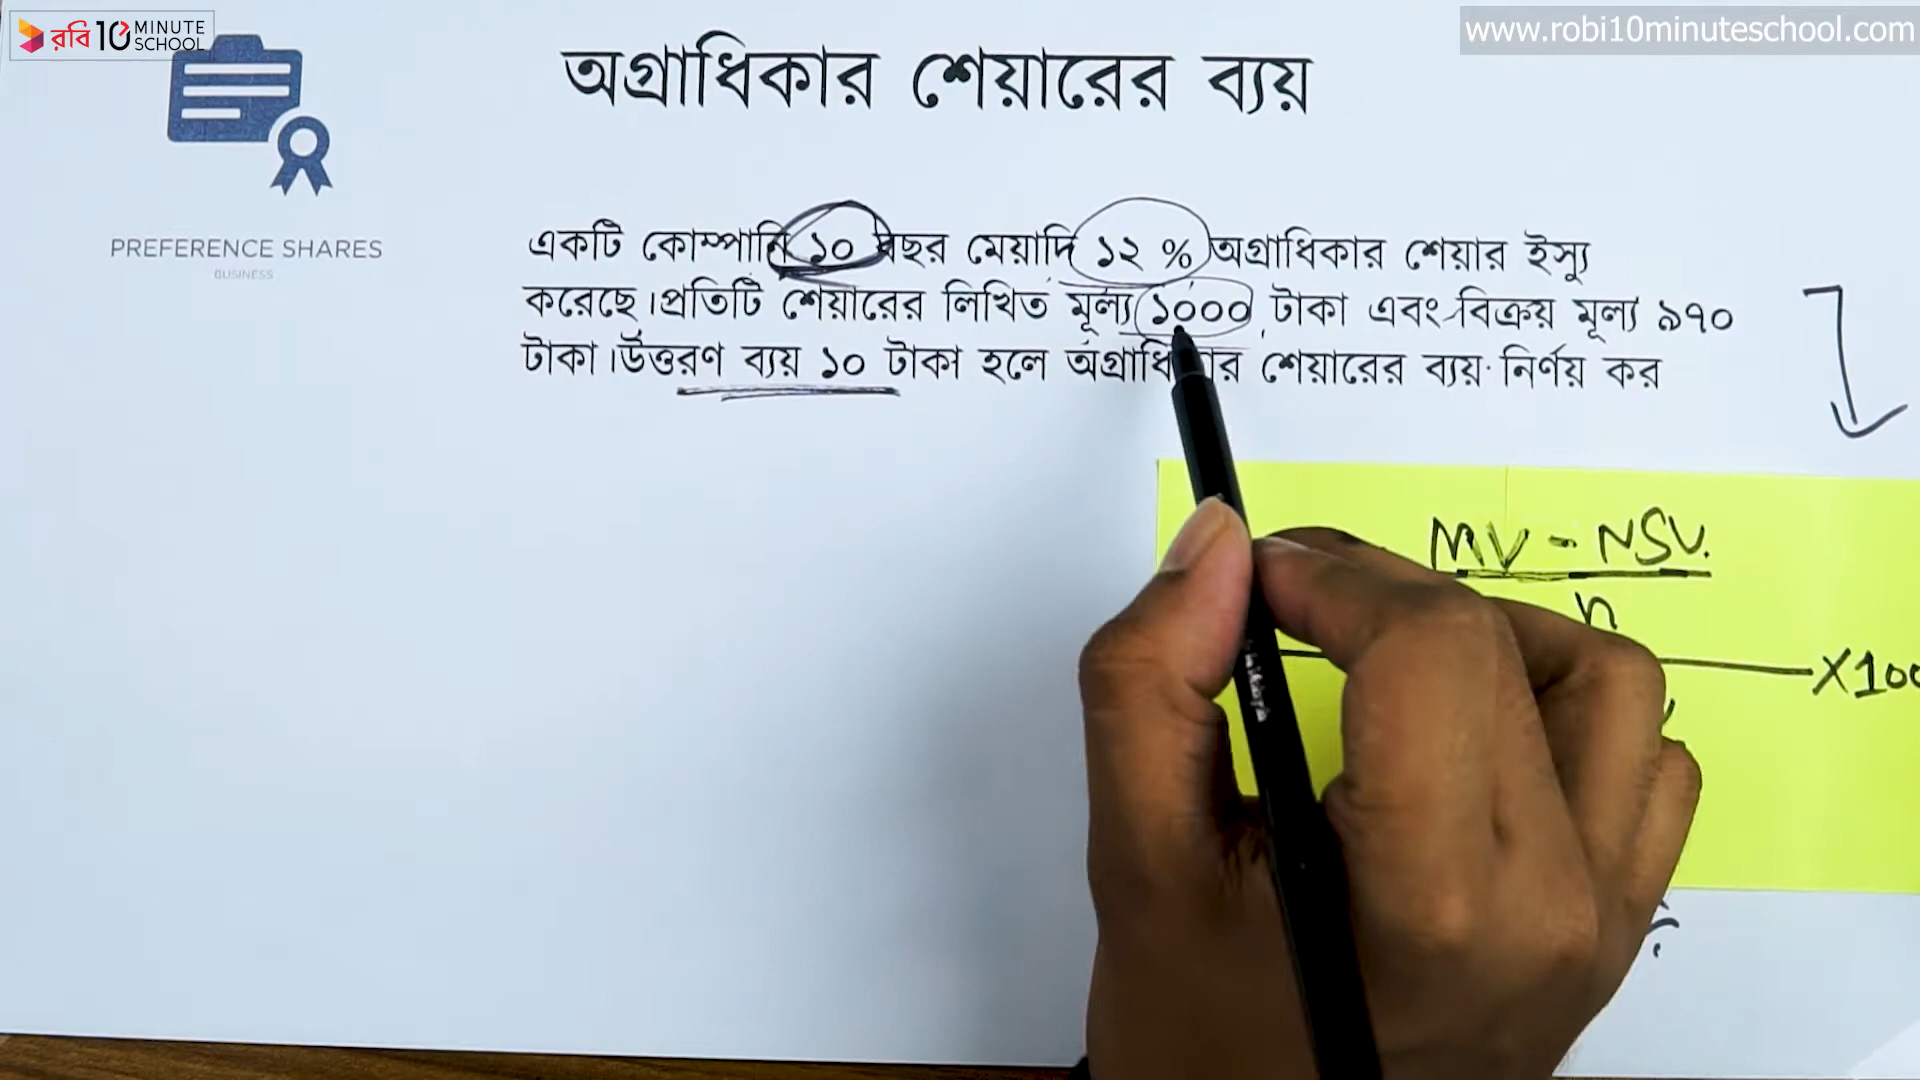 রবি 10 MINUTE SCHOOL
www.robi10minuteschool.com
অগ্রাধিকার শেয়ারের ব্যয়
PREFERENCE SHARES
BUSINESS
একটি কোম্পানি ১০ বছর মেয়াদি ১২ % অগ্রাধিকার শেয়ার ইস্যু
করেছে।প্রতিটি শেয়ারের লিখিত মূল্য ১০০০ টাকা এবং বিক্রয় মূল্য ৯৭০
টাকা।উত্তরণ ব্যয় ১০ টাকা হলে অগ্রাধিকার শেয়ারের ব্যয় নির্ণয় কর
MV - NSV.
n
X100